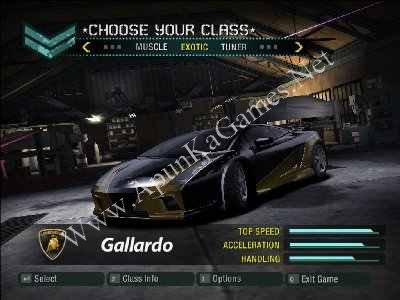 *CHOOSE YOUR CLASS*
MUSCLE EXOTIC TUNER
Www.ApunKaGames.Net
Gallardo
TOP SPEED
ACCELERATION
HANDLING
Select
Class Info
Options
Exit Game